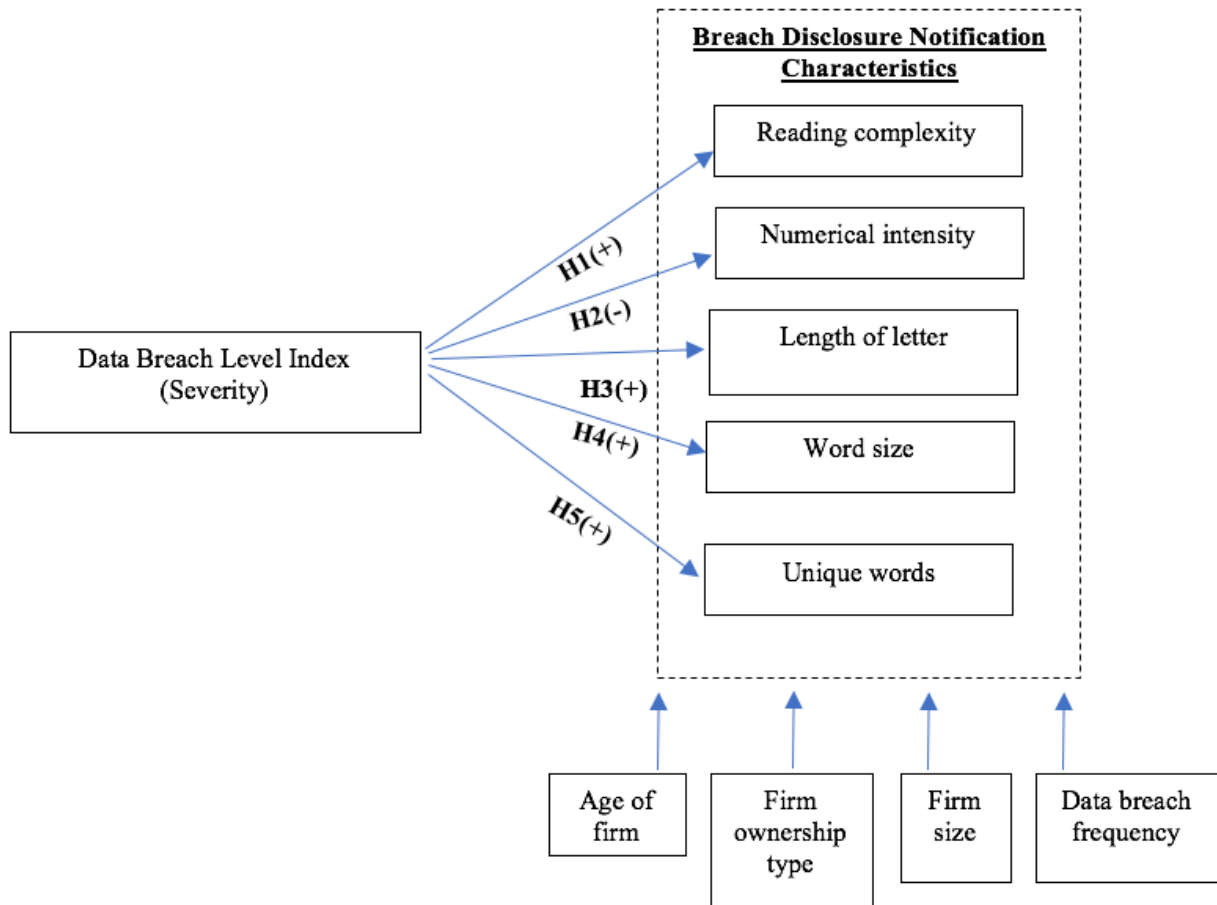 Breach Disclosure Notification
Characteristics
Reading complexity
Numerical intensity
Length of letter
Word size
Unique words
H1(+)
H2(-)
H3(+)
H4(+)
H5(+)
Data Breach Level Index
(Severity)
Age of
firm
Firm
ownership
type
Firm
size
Data breach
frequency